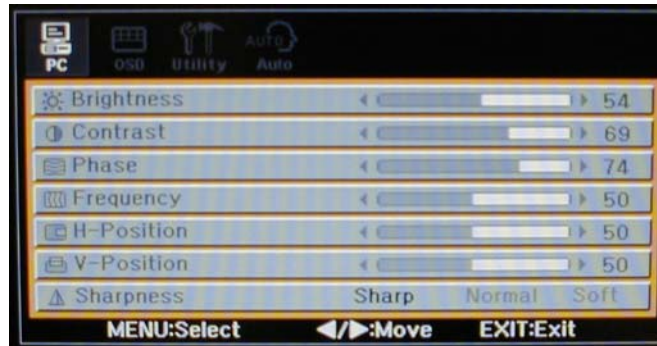 PC OSD Utility AUTO Auto
Brightness 54
Contrast 69
Phase 74
Frequency 50
H-Position 50
V-Position 50
Sharpness Sharp Normal Soft
MENU:Select ◀/▶:Move EXIT:Exit